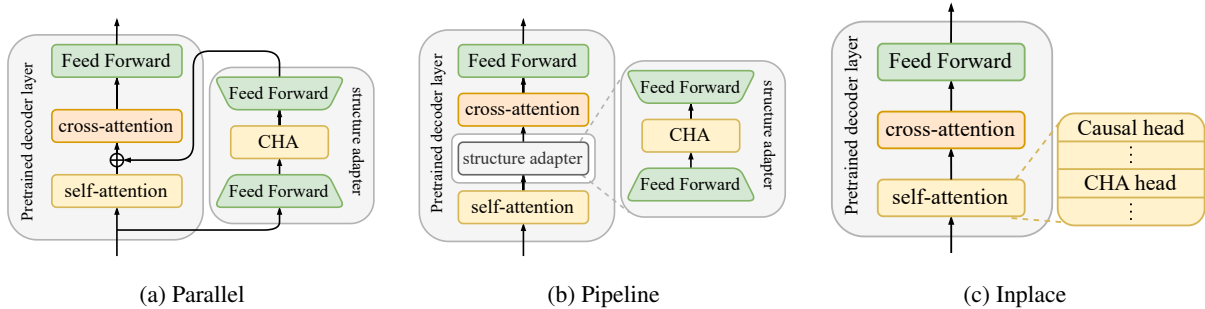 Pretrained decoder layer
Feed Forward
cross-attention
self-attention
Feed Forward
CHA
Feed Forward
structure adapter
(a) Parallel
Pretrained decoder layer
Feed Forward
cross-attention
structure adapter
self-attention
Feed Forward
CHA
Feed Forward
structure adapter
(b) Pipeline
Pretrained decoder layer
Feed Forward
cross-attention
self-attention
Causal head
⋮
CHA head
⋮
(c) Inplace